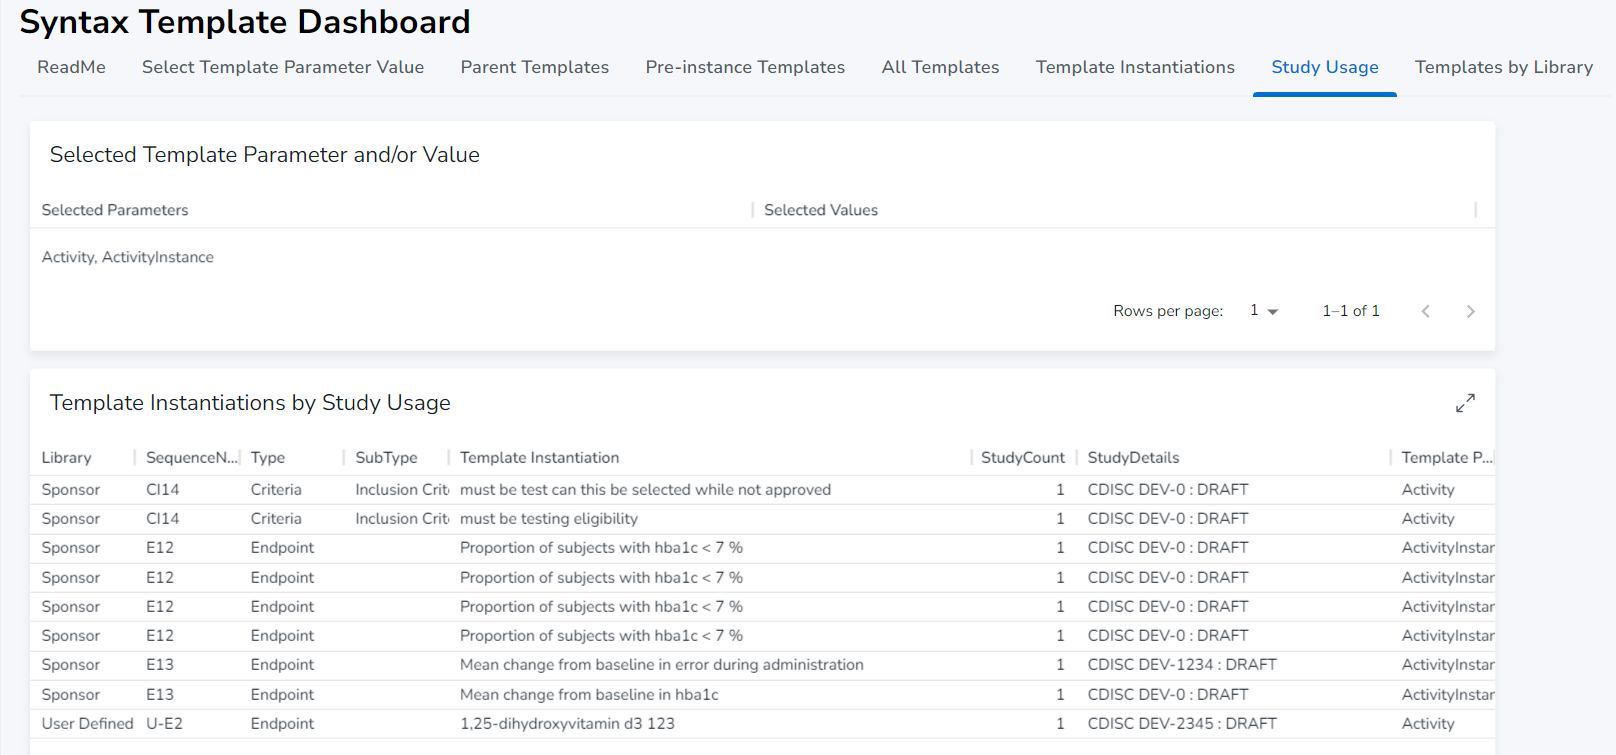 Syntax Template Dashboard
ReadMe Select Template Parameter Value Parent Templates Pre-instance Templates All Templates Template Instantiations Study Usage Templates by Library
Selected Template Parameter and/or Value
Selected Parameters Selected Values
Activity, ActivityInstance
Rows per page: 1 1–1 of 1
Template Instantiations by Study Usage
Library SequenceN... Type SubType Template Instantiation StudyCount StudyDetails Template P...
Sponsor CI14 Criteria Inclusion Crit must be test can this be selected while not approved 1 CDISC DEV-0 : DRAFT Activity
Sponsor CI14 Criteria Inclusion Crit must be testing eligibility 1 CDISC DEV-0 : DRAFT Activity
Sponsor E12 Endpoint Proportion of subjects with hba1c < 7 % 1 CDISC DEV-0 : DRAFT ActivityInstar
Sponsor E12 Endpoint Proportion of subjects with hba1c < 7 % 1 CDISC DEV-0 : DRAFT ActivityInstar
Sponsor E12 Endpoint Proportion of subjects with hba1c < 7 % 1 CDISC DEV-0 : DRAFT ActivityInstar
Sponsor E12 Endpoint Proportion of subjects with hba1c < 7 % 1 CDISC DEV-0 : DRAFT ActivityInstar
Sponsor E13 Endpoint Mean change from baseline in error during administration 1 CDISC DEV-1234 : DRAFT ActivityInstar
Sponsor E13 Endpoint Mean change from baseline in hba1c 1 CDISC DEV-0 : DRAFT ActivityInstar
User Defined U-E2 Endpoint 1,25-dihydroxyvitamin d3 123 1 CDISC DEV-2345 : DRAFT Activity